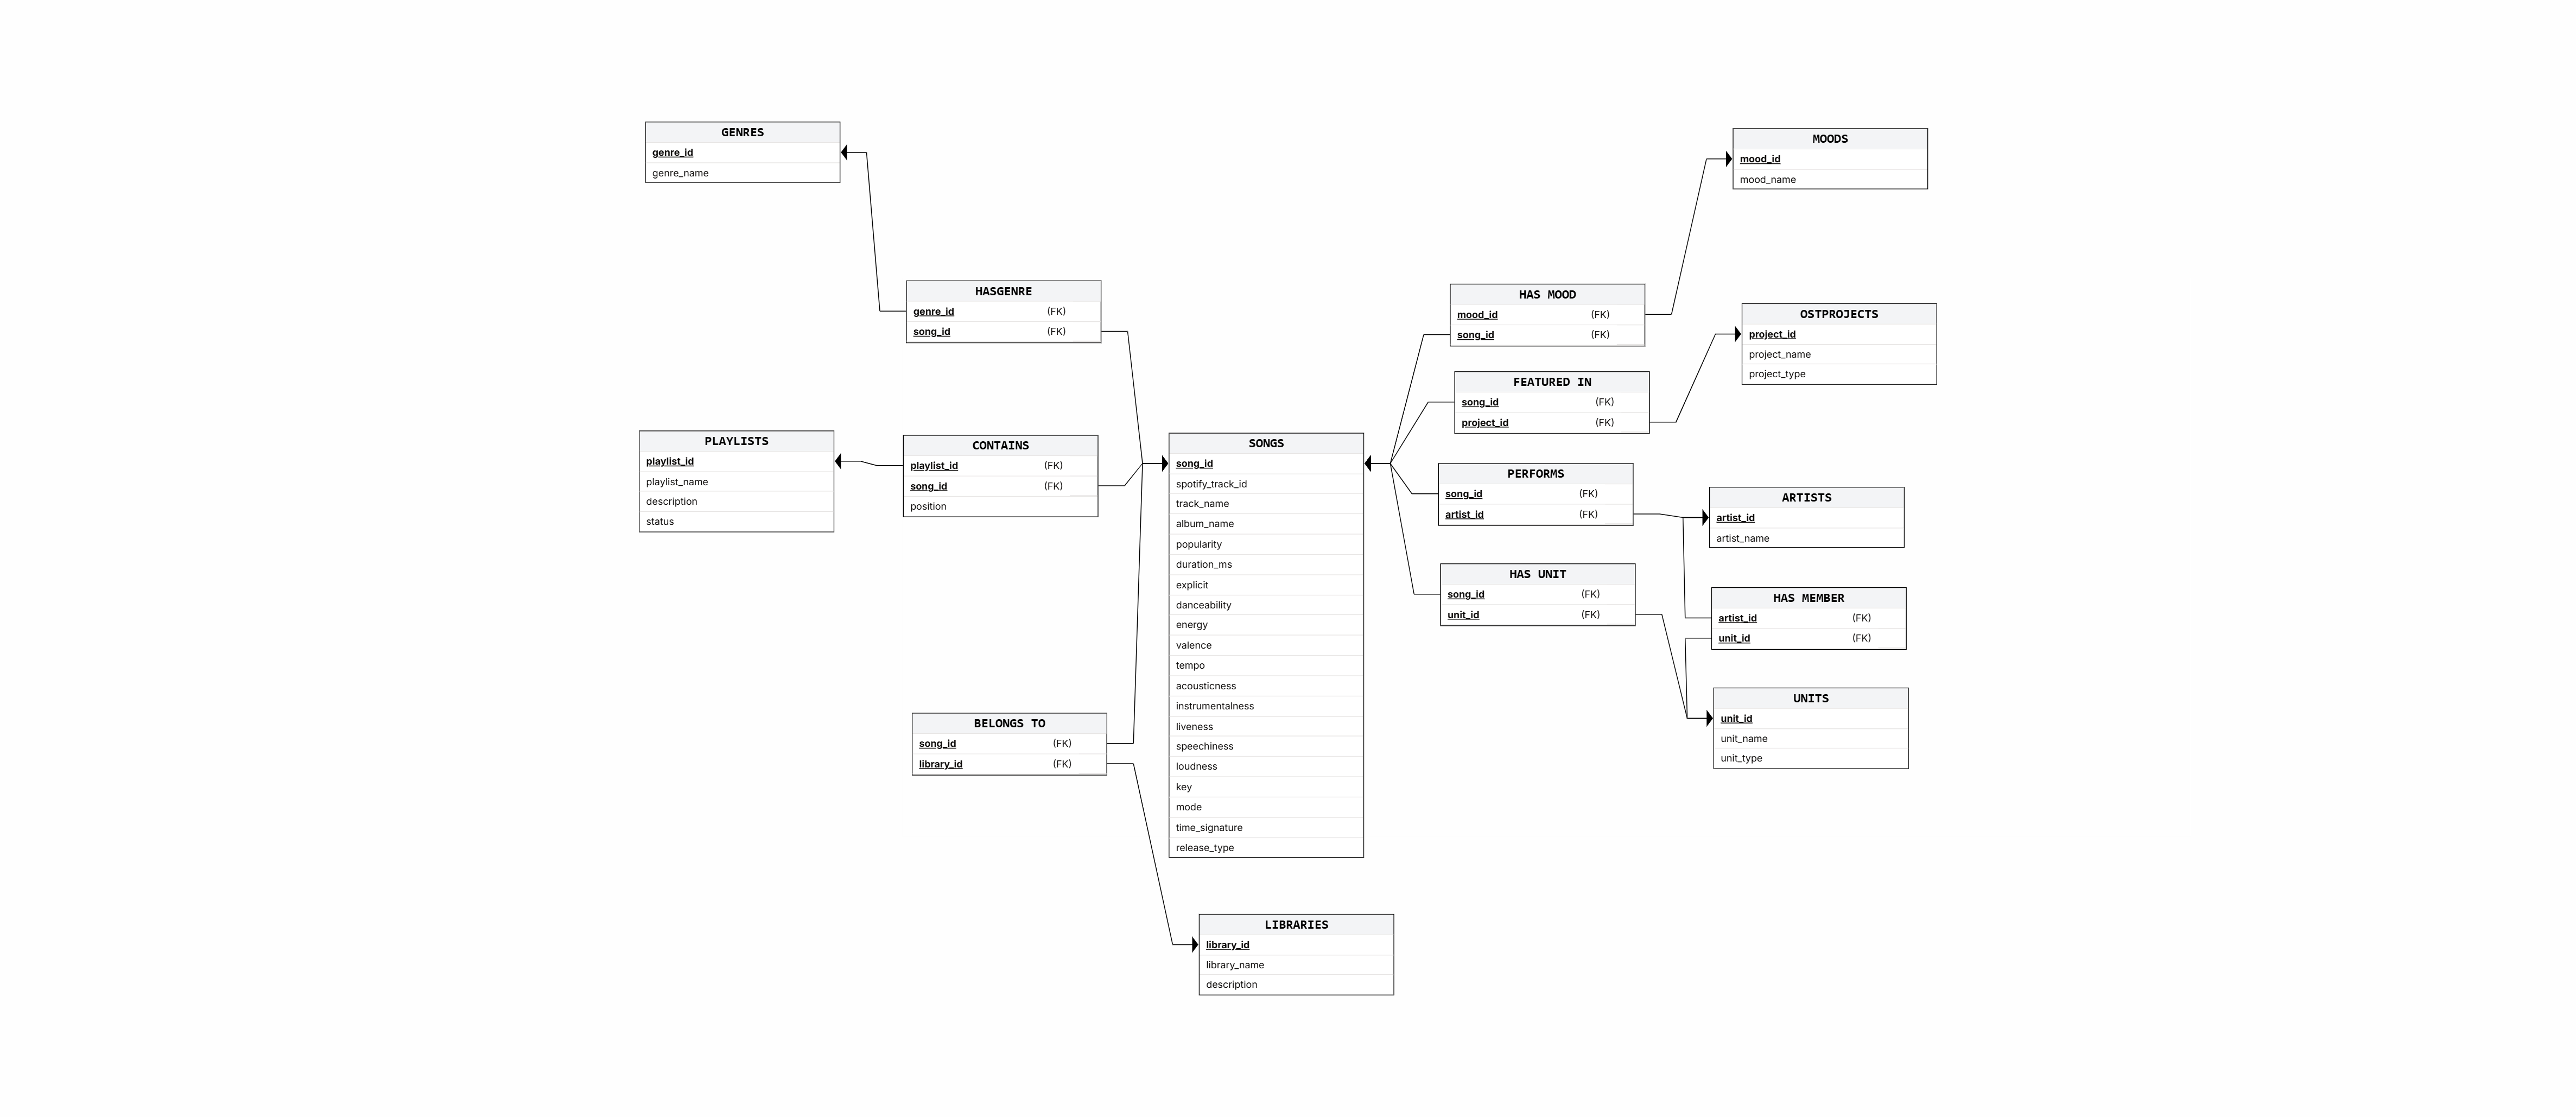 GENRES
genre_id
genre_name
HASGENRE
genre_id (FK)
song_id (FK)
PLAYLISTS
playlist_id
playlist_name
description
status
CONTAINS
playlist_id (FK)
song_id (FK)
position
BELONGS TO
song_id (FK)
library_id (FK)
SONGS
song_id
spotify_track_id
track_name
album_name
popularity
duration_ms
explicit
danceability
energy
valence
tempo
acousticness
instrumentalness
liveness
speechiness
loudness
key
mode
time_signature
release_type
LIBRARIES
library_id
library_name
description
HAS MOOD
mood_id (FK)
song_id (FK)
FEATURED IN
song_id (FK)
project_id (FK)
PERFORMS
song_id (FK)
artist_id (FK)
HAS UNIT
song_id (FK)
unit_id (FK)
MOODS
mood_id
mood_name
OSTPROJECTS
project_id
project_name
project_type
ARTISTS
artist_id
artist_name
HAS MEMBER
artist_id (FK)
unit_id (FK)
UNITS
unit_id
unit_name
unit_type